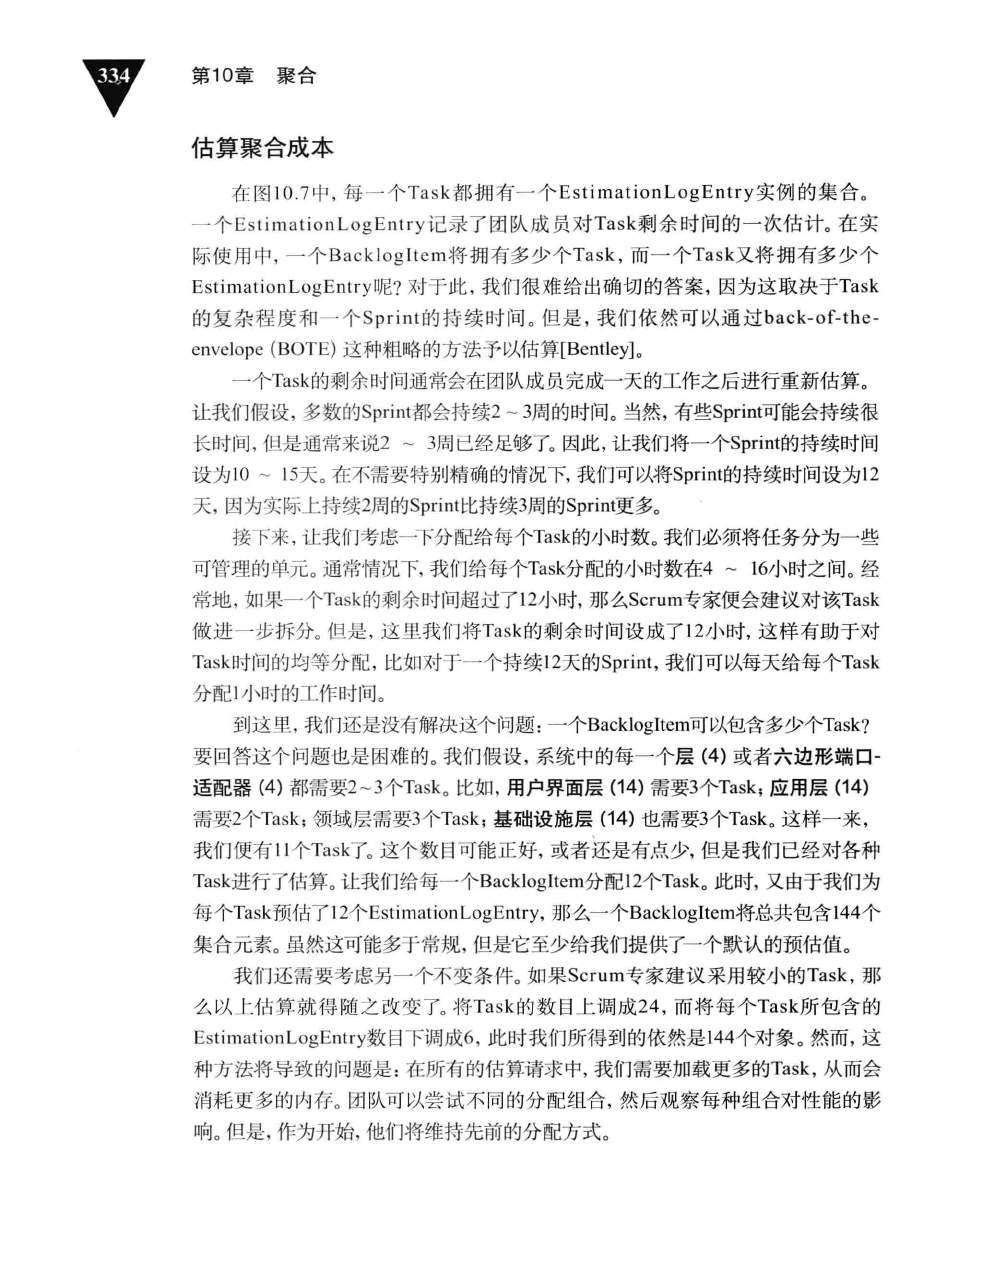 334
第10章 聚合
估算聚合成本
在图10.7中，每一个Task都拥有一个EstimationLogEntry实例的集合。
一个EstimationLogEntry记录了团队成员对Task剩余时间的一次估计。在实
际使用中，一个BacklogItem将拥有多少个Task，而一个Task又将拥有多少个
EstimationLogEntry呢？对于此，我们很难给出确切的答案，因为这取决于Task
的复杂程度和一个Sprint的持续时间。但是，我们依然可以通过back-of-the-
envelope（BOTE）这种粗略的方法予以估算[Bentley]。
一个Task的剩余时间通常会在团队成员完成一天的工作之后进行重新估算。
让我们假设，多数的Sprint都会持续2～3周的时间。当然，有些Sprint可能会持续很
长时间，但是通常来说2 ～ 3周已经足够了。因此，让我们将一个Sprint的持续时间
设为10 ～ 15天。在不需要特别精确的情况下，我们可以将Sprint的持续时间设为12
天，因为实际上持续2周的Sprint比持续3周的Sprint更多。
接下来，让我们考虑一下分配给每个Task的小时数。我们必须将任务分为一些
可管理的单元。通常情况下，我们给每个Task分配的小时数在4 ～ 16小时之间。经
常地，如果一个Task的剩余时间超过了12小时，那么Scrum专家便会建议对该Task
做进一步拆分。但是，这里我们将Task的剩余时间设成了12小时，这样有助于对
Task时间的均等分配，比如对于一个持续12天的Sprint，我们可以每天给每个Task
分配1小时的工作时间。
到这里，我们还是没有解决这个问题：一个BacklogItem可以包含多少个Task？
要回答这个问题也是困难的。我们假设，系统中的每一个层（4）或者六边形端口-
适配器（4）都需要2～3个Task。比如，用户界面层（14）需要3个Task；应用层（14）
需要2个Task；领域层需要3个Task；基础设施层（14）也需要3个Task。这样一来，
我们便有11个Task了。这个数目可能正好，或者还是有点少，但是我们已经对各种
Task进行了估算。让我们给每一个BacklogItem分配12个Task。此时，又由于我们为
每个Task预估了12个EstimationLogEntry，那么一个BacklogItem将总共包含144个
集合元素。虽然这可能多于常规，但是它至少给我们提供了一个默认的预估值。
我们还需要考虑另一个不变条件。如果Scrum专家建议采用较小的Task，那
么以上估算就得随之改变了。将Task的数目上调成24，而将每个Task所包含的
EstimationLogEntry数目下调成6，此时我们所得到的依然是144个对象。然而，这
种方法将导致的问题是：在所有的估算请求中，我们需要加载更多的Task，从而会
消耗更多的内存。团队可以尝试不同的分配组合，然后观察每种组合对性能的影
响。但是，作为开始，他们将维持先前的分配方式。